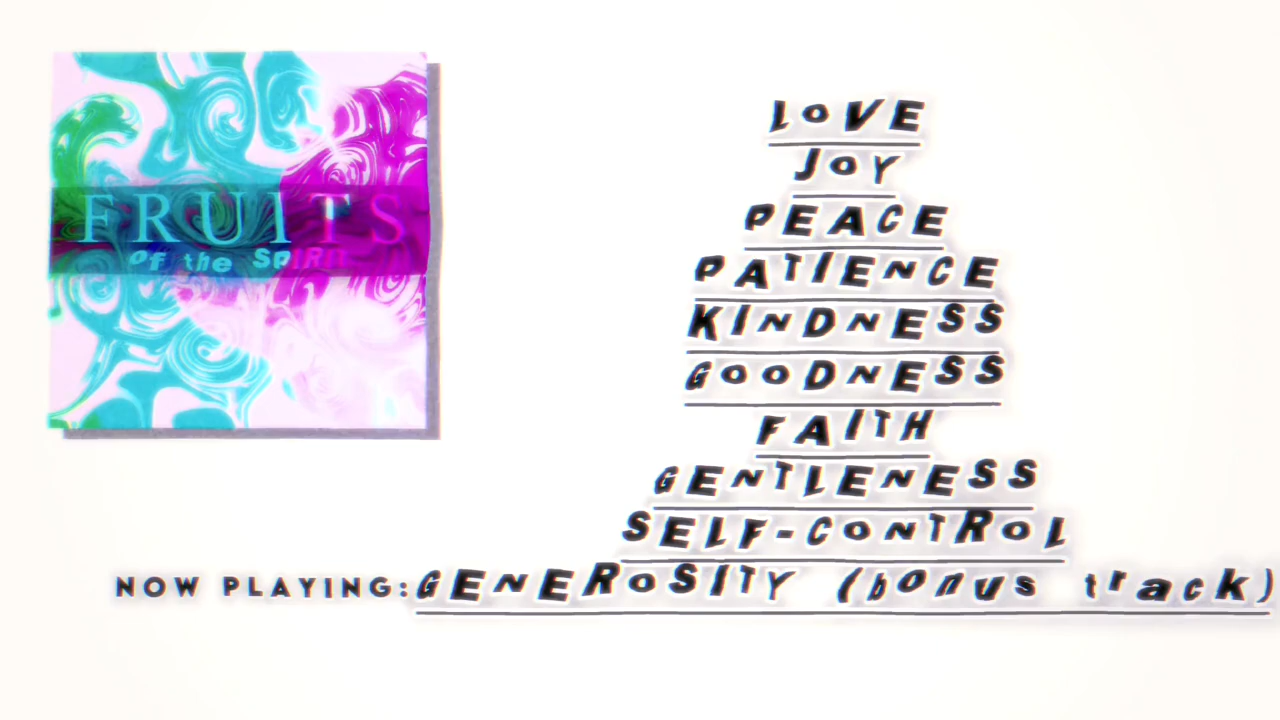 FRUITS
of the SpIRIt
LoVE
JoY
PEACE
PATIENCE
KINDNESS
GooDNESS
FAITH
GENTLENESS
SELF-CoNTRoL
NOW PLAYING: GENERoSITY (bonus track)